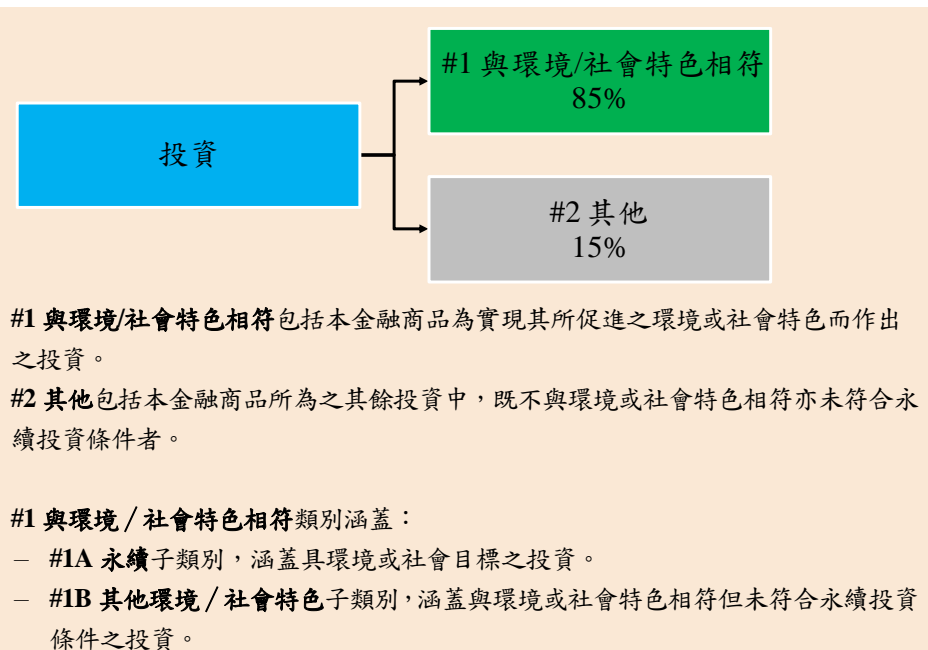 #1 與環境/社會特色相符
85%
投資
#2 其他
15%
#1 與環境/社會特色相符包括本金融商品為實現其所促進之環境或社會特色而作出
之投資。
#2 其他包括本金融商品所為之其餘投資中，既不與環境或社會特色相符亦未符合永
續投資條件者。
#1 與環境／社會特色相符類別涵蓋：
– #1A 永續子類別，涵蓋具環境或社會目標之投資。
– #1B 其他環境／社會特色子類別，涵蓋與環境或社會特色相符但未符合永續投資
條件之投資。